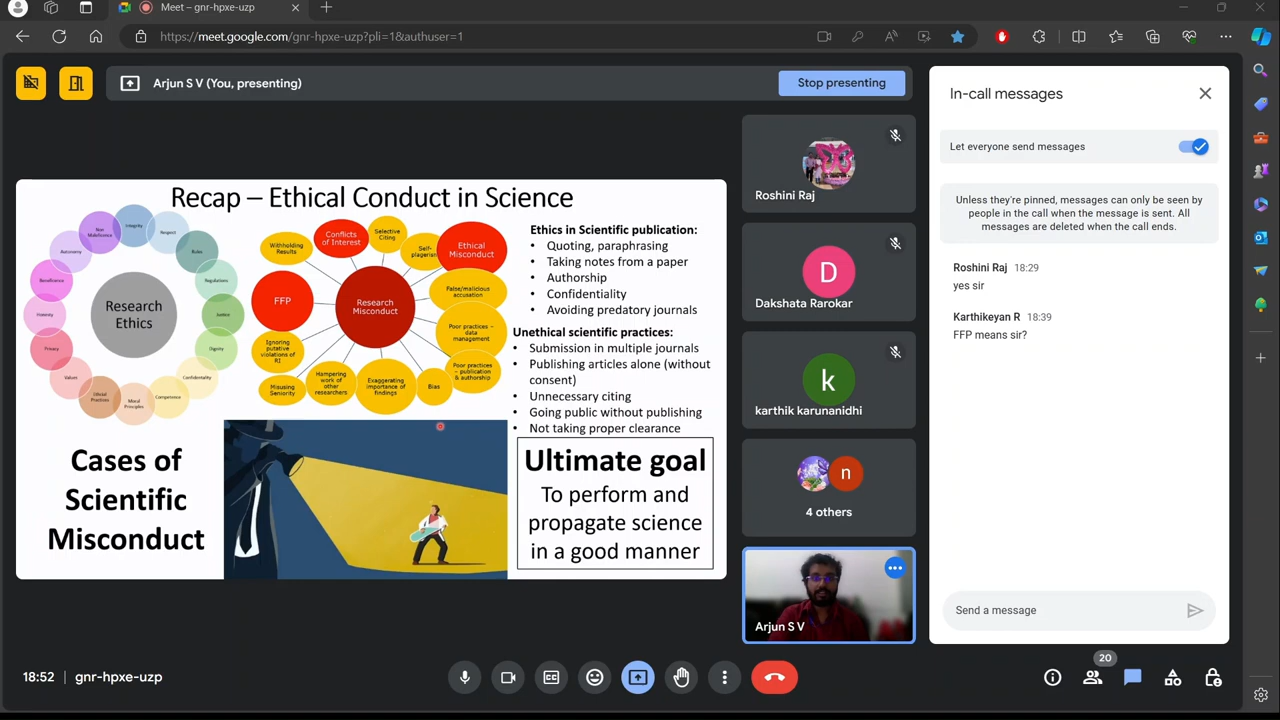 Meet – gnr-hpxe-uzp
https://meet.google.com/gnr-hpxe-uzp?pli=1&authuser=1
Arjun S V (You, presenting)
Stop presenting
Recap – Ethical Conduct in Science
Research
Ethics
Integrity
Respect
Rules
Regulations
Justice
Dignity
Confidentiality
Competence
Moral
Principles
Ethical
Practices
Values
Privacy
Honesty
Beneficence
Autonomy
Non
Maleficence
Research
Misconduct
Withholding
Results
Conflicts
of Interest
Selective
Citing
Self-
plagerism
Ethical
Misconduct
False/malicious
accusation
Poor practices –
data
management
Poor practices
– publication
& authorship
Bias
Exaggerating
importance of
findings
Hampering
work of
other
researchers
Misusing
Seniority
Ignoring
putative
violations of
RI
FFP
Ethics in Scientific publication:
• Quoting, paraphrasing
• Taking notes from a paper
• Authorship
• Confidentiality
• Avoiding predatory journals
Unethical scientific practices:
• Submission in multiple journals
• Publishing articles alone (without
consent)
• Unnecessary citing
• Going public without publishing
• Not taking proper clearance
Cases of
Scientific
Misconduct
Ultimate goal
To perform and
propagate science
in a good manner
Roshini Raj
D
Dakshata Rarokar
k
karthik karunanidhi
n
4 others
Arjun S V
In-call messages
Let everyone send messages
Unless they're pinned, messages can only be seen by
people in the call when the message is sent. All
messages are deleted when the call ends.
Roshini Raj 18:29
yes sir
Karthikeyan R 18:39
FFP means sir?
Send a message
18:52 | gnr-hpxe-uzp
20